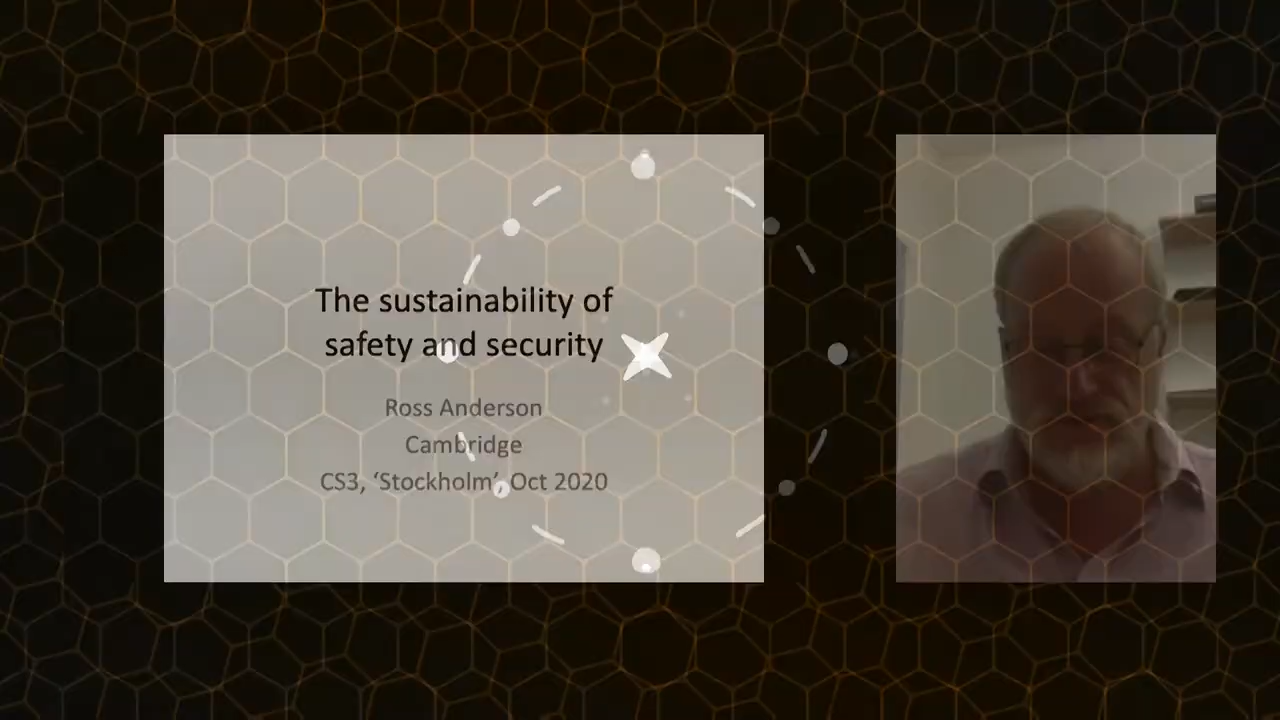 The sustainability of
safety and security
Ross Anderson
Cambridge
CS3, ‘Stockholm’, Oct 2020